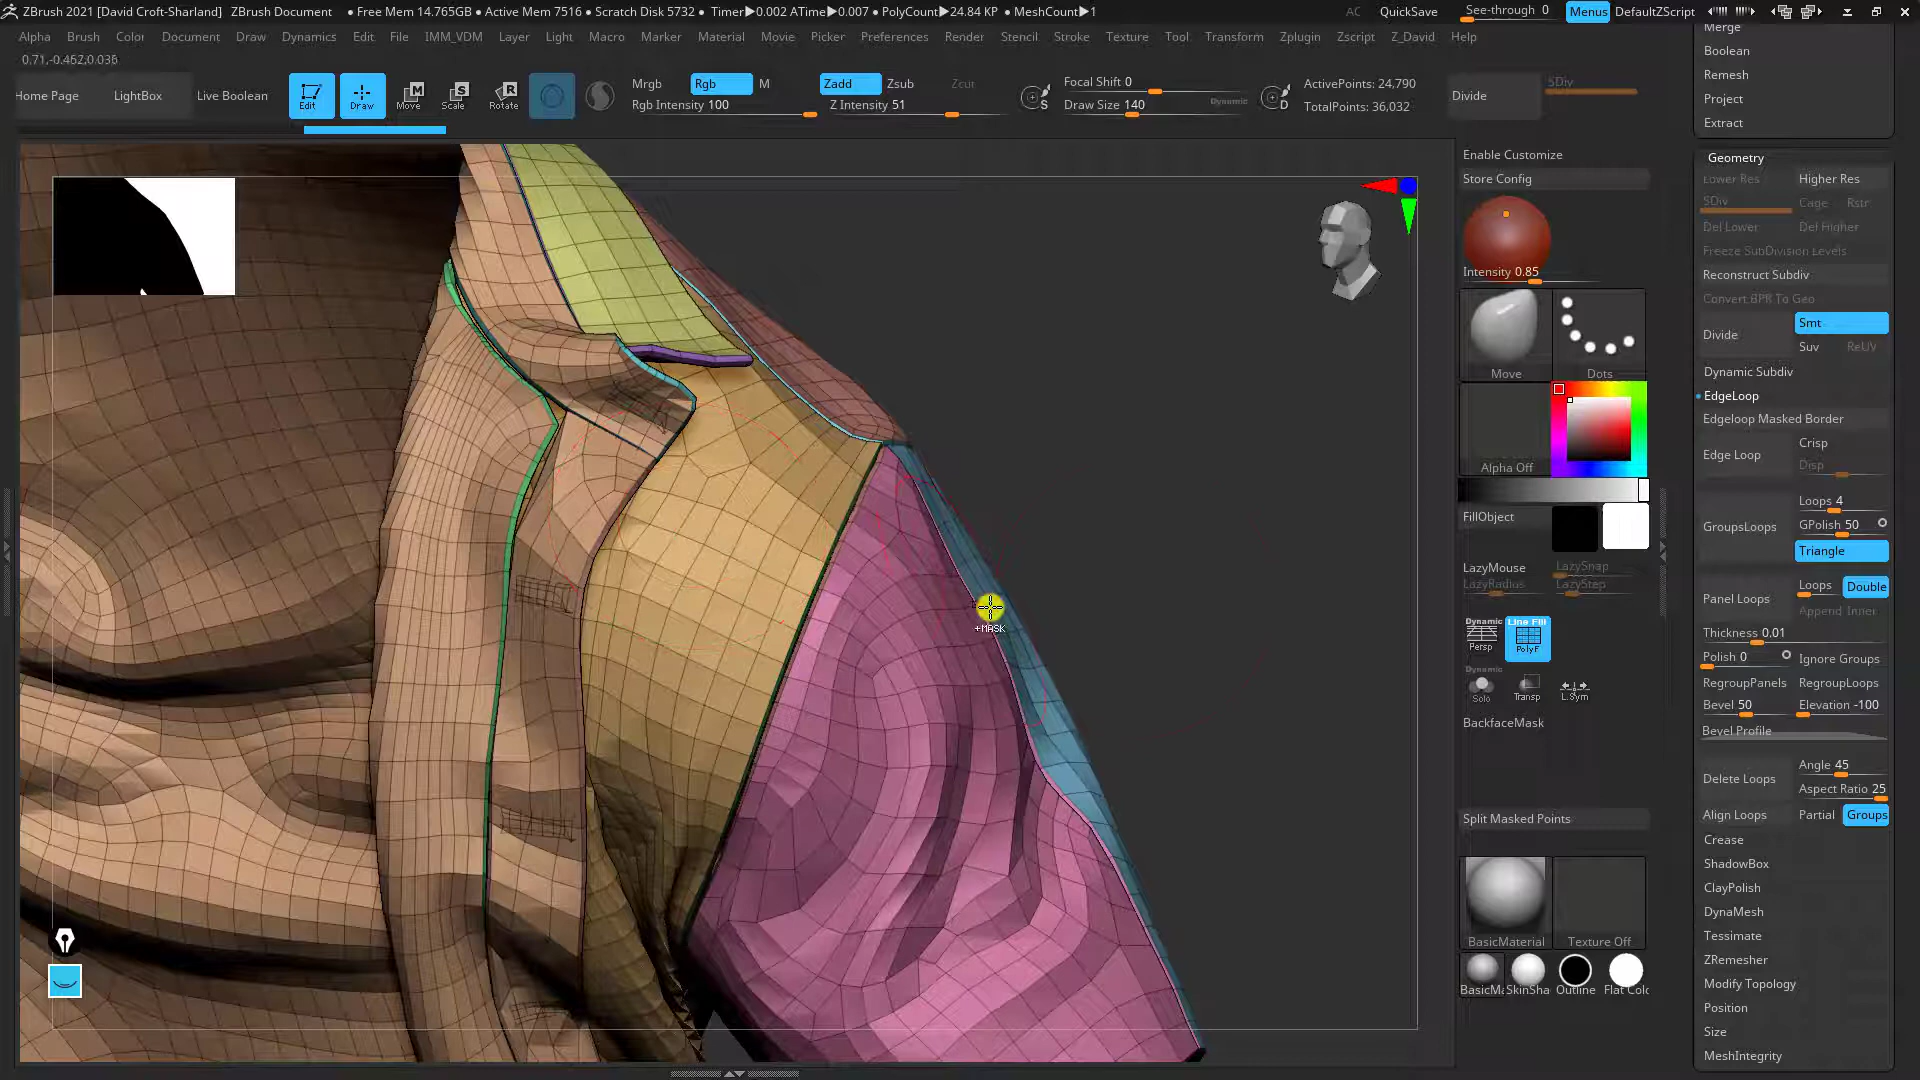 ZBrush 2021 [David Croft-Sharland] ZBrush Document ● Free Mem 14.765GB ● Active Mem 7516 ● Scratch Disk 5732 ● Timer▶0.002 ATime▶0.007 ● PolyCount▶24.84 KP ● MeshCount▶1 AC QuickSave See-through 0 Menus DefaultZScript
Alpha Brush Color Document Draw Dynamics Edit File IMM_VDM Layer Light Macro Marker Material Movie Picker Preferences Render Stencil Stroke Texture Tool Transform Zplugin Zscript Z_David Help
0.71,-0.462,0.036
Home Page LightBox Live Boolean Edit Draw Move Scale Rotate
Mrgb Rgb M Zadd Zsub Zcut
Rgb Intensity 100 Z Intensity 51
S Focal Shift 0
Draw Size 140 Dynamic
D ActivePoints: 24,790
TotalPoints: 36,032
Divide SDiv
+MASK
Enable Customize
Store Config
Intensity 0.85
Move Dots
Alpha Off
FillObject
LazyMouse LazySnap
LazyRadius LazyStep
Dynamic Line Fill
Persp PolyF
Dynamic
Solo Transp L.Sym
BackfaceMask
Split Masked Points
BasicMaterial Texture Off
BasicMa SkinSha Outline Flat Colo
Merge
Boolean
Remesh
Project
Extract
Geometry
Lower Res Higher Res
SDiv Cage Rstr
Del Lower Del Higher
Freeze SubDivision Levels
Reconstruct Subdiv
Convert BPR To Geo
Divide Smt
Suv ReUV
Dynamic Subdiv
EdgeLoop
Edgeloop Masked Border
Edge Loop Crisp
Disp
GroupsLoops Loops 4
GPolish 50
Triangle
Panel Loops Loops Double
Append Inner
Thickness 0.01
Polish 0 Ignore Groups
RegroupPanels RegroupLoops
Bevel 50 Elevation -100
Bevel Profile
Delete Loops Angle 45
Aspect Ratio 25
Align Loops Partial Groups
Crease
ShadowBox
ClayPolish
DynaMesh
Tessimate
ZRemesher
Modify Topology
Position
Size
MeshIntegrity